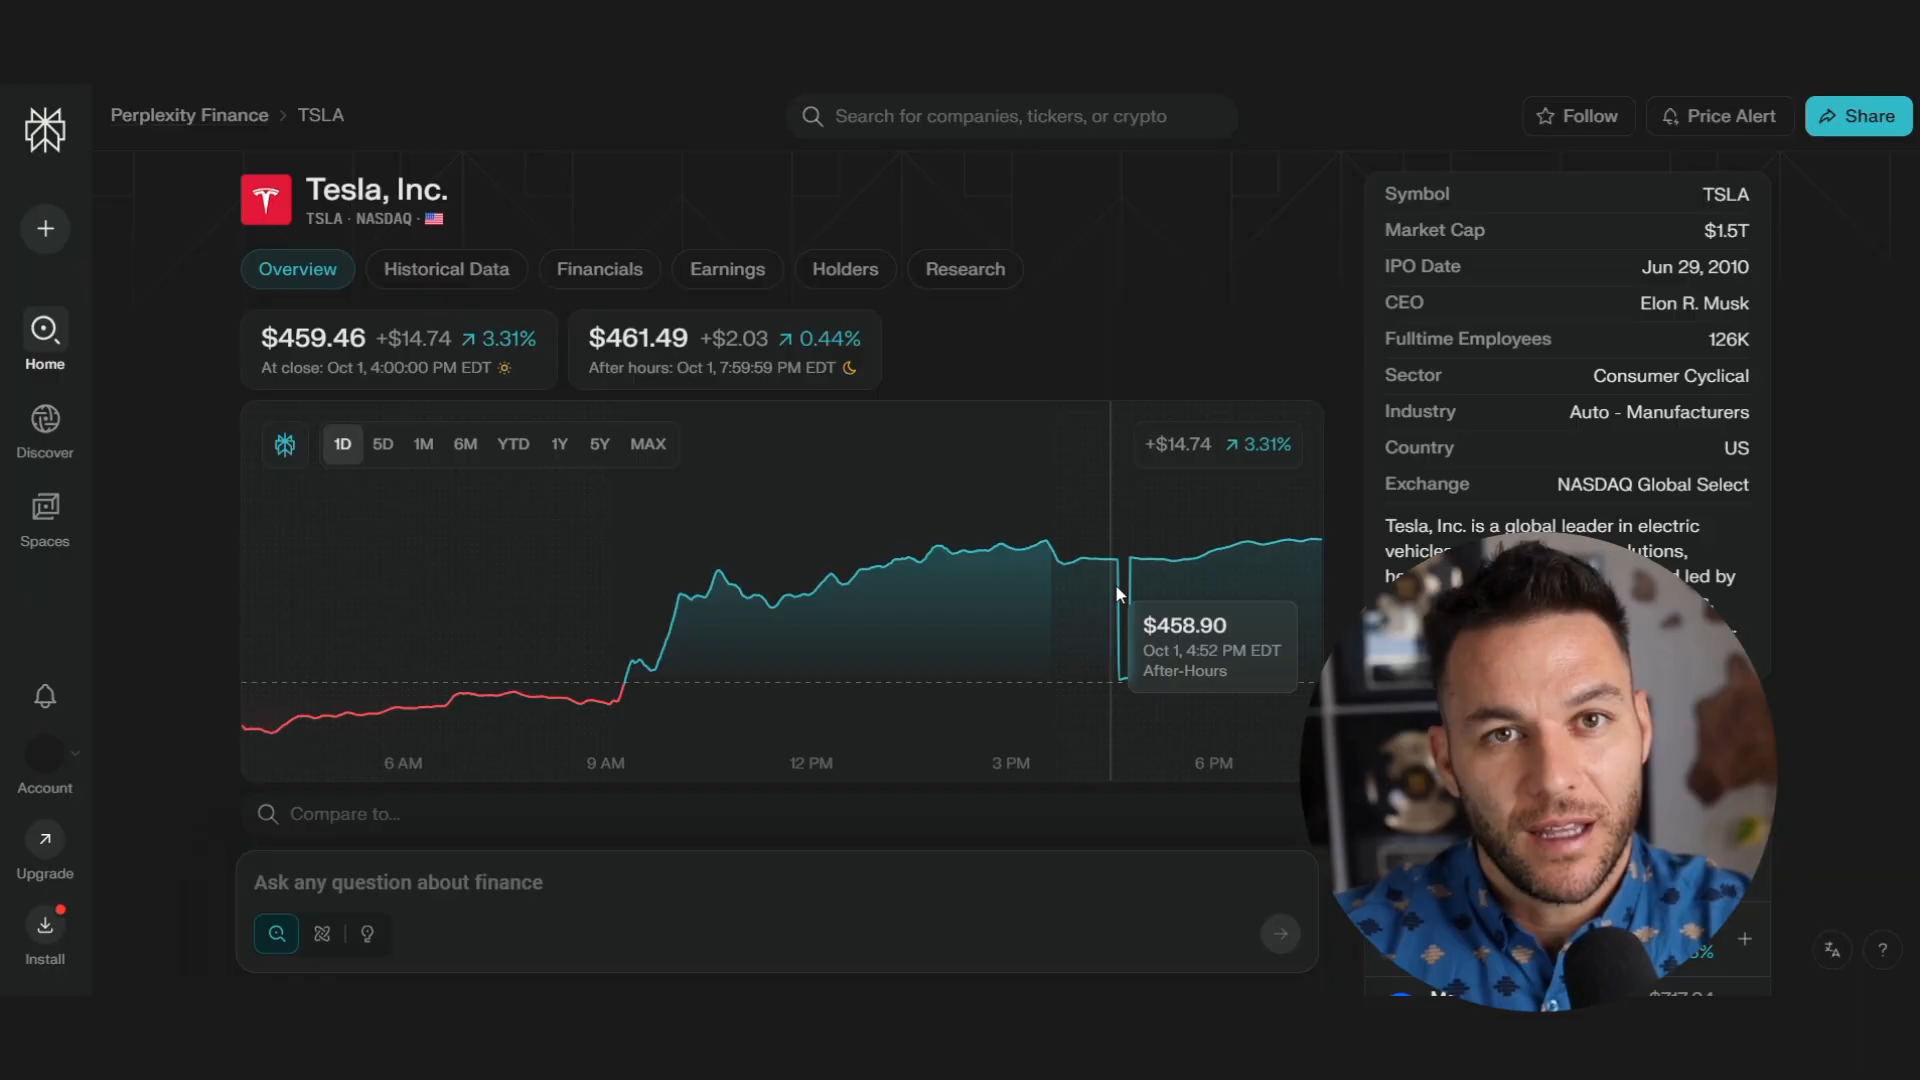 Perplexity Finance > TSLA
Search for companies, tickers, or crypto
Follow
Price Alert
Share
Home
Discover
Spaces
Account
Upgrade
Install
Tesla, Inc.
TSLA · NASDAQ ·
Overview
Historical Data
Financials
Earnings
Holders
Research
$459.46 +$14.74 ↗ 3.31%
At close: Oct 1, 4:00:00 PM EDT
$461.49 +$2.03 ↗ 0.44%
After hours: Oct 1, 7:59:59 PM EDT
1D 5D 1M 6M YTD 1Y 5Y MAX
+$14.74 ↗ 3.31%
$458.90
Oct 1, 4:52 PM EDT
After-Hours
6 AM 9 AM 12 PM 3 PM 6 PM
Compare to...
Ask any question about finance
Symbol TSLA
Market Cap $1.5T
IPO Date Jun 29, 2010
CEO Elon R. Musk
Fulltime Employees 126K
Sector Consumer Cyclical
Industry Auto - Manufacturers
Country US
Exchange NASDAQ Global Select
Tesla, Inc. is a global leader in electric
led by
?